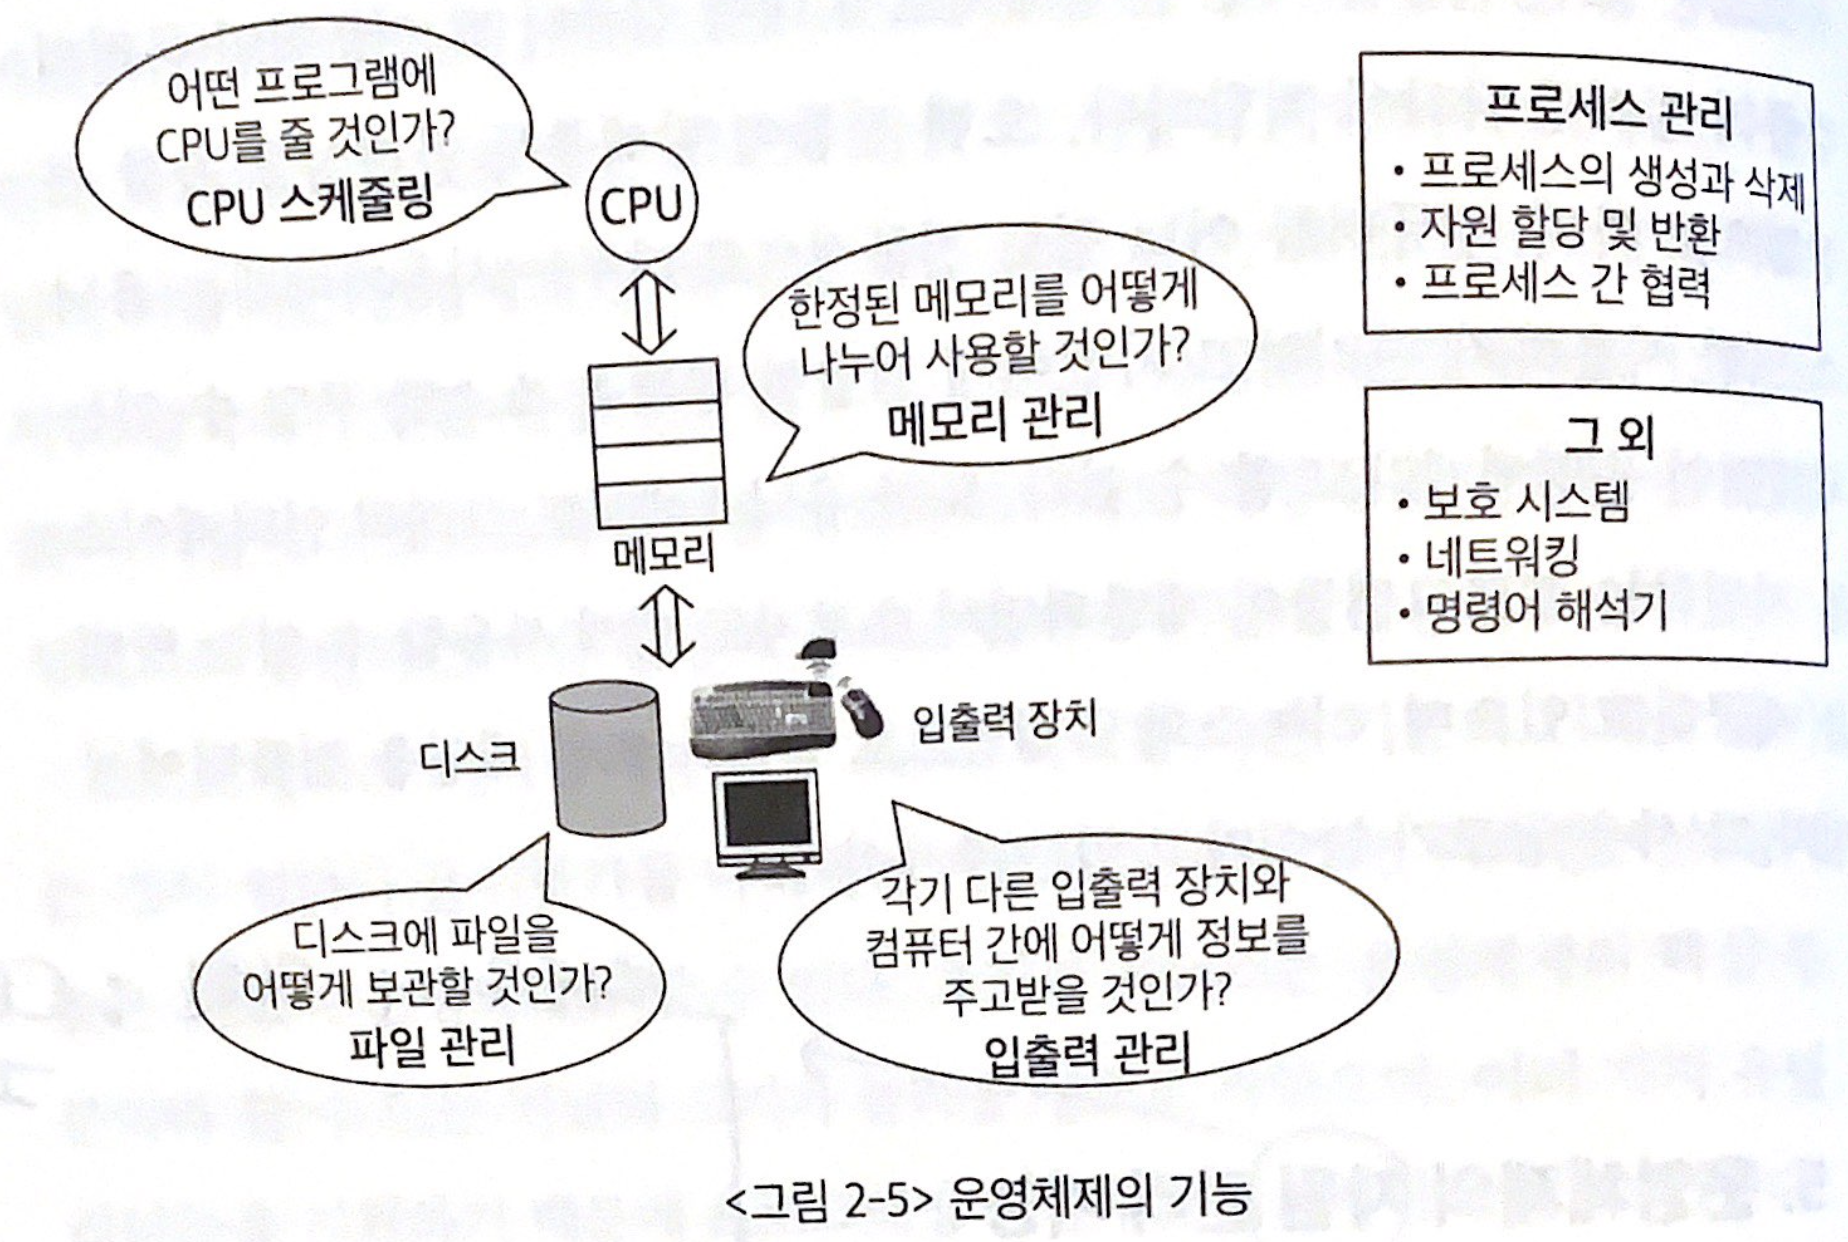 어떤 프로그램에
CPU를 줄 것인가?
CPU 스케줄링
CPU
한정된 메모리를 어떻게
나누어 사용할 것인가?
메모리 관리
메모리
디스크
입출력 장치
디스크에 파일을
어떻게 보관할 것인가?
파일 관리
각기 다른 입출력 장치와
컴퓨터 간에 어떻게 정보를
주고받을 것인가?
입출력 관리
프로세스 관리
• 프로세스의 생성과 삭제
• 자원 할당 및 반환
• 프로세스 간 협력
그 외
• 보호 시스템
• 네트워킹
• 명령어 해석기
<그림 2-5> 운영체제의 기능